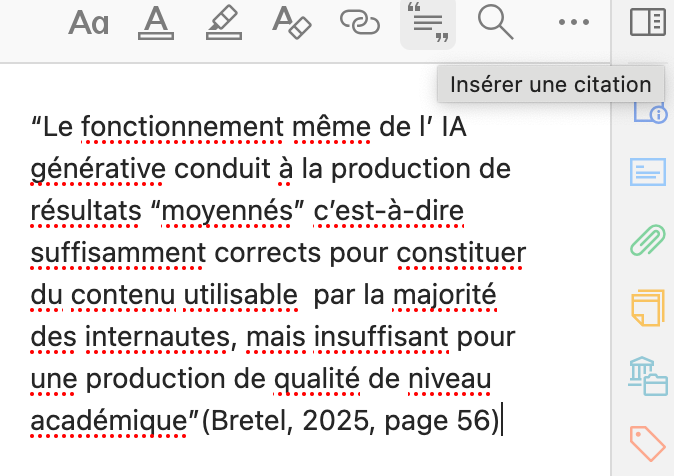 Aa A A
Insérer une citation
“Le fonctionnement même de l’ IA
générative conduit à la production de
résultats “moyennés” c’est-à-dire
suffisamment corrects pour constituer
du contenu utilisable  par la majorité
des internautes, mais insuffisant pour
une production de qualité de niveau
académique”(Bretel, 2025, page 56)